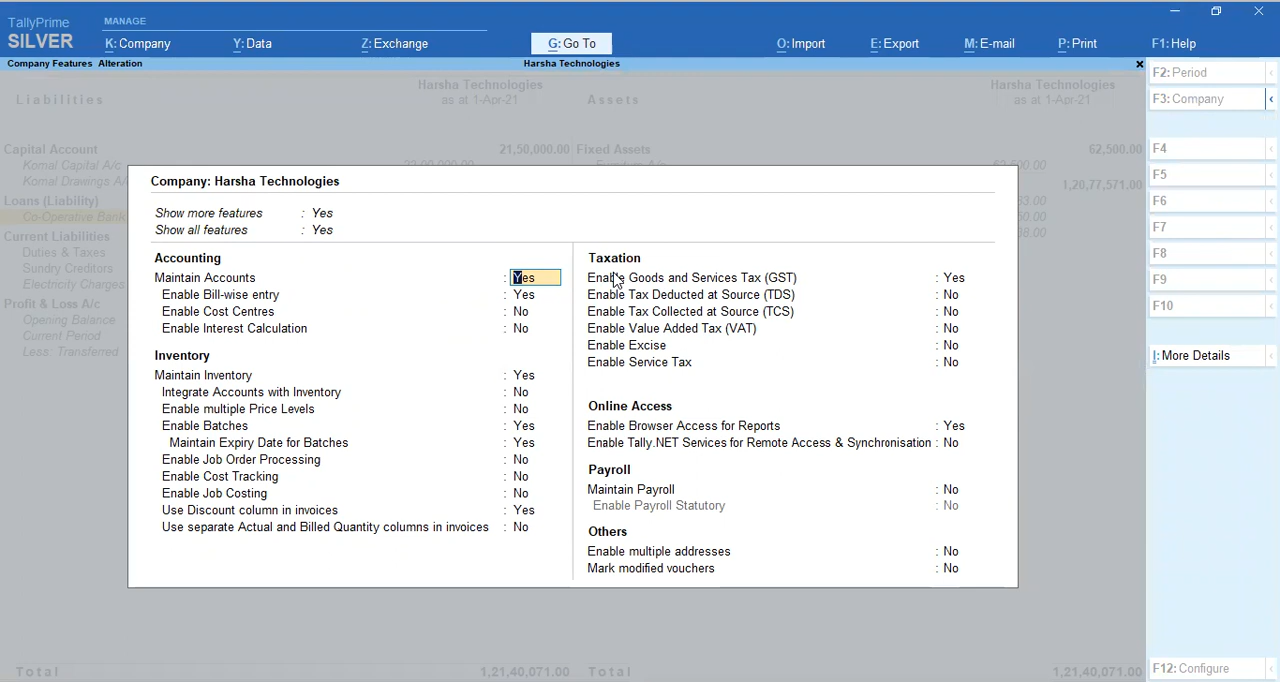 TallyPrime
SILVER
MANAGE
K: Company
Y: Data
Z: Exchange
G: Go To
O: Import
E: Export
M: E-mail
P: Print
F1: Help
Company Features Alteration
Harsha Technologies
F2: Period
F3: Company
F4
F5
F6
F7
F8
F9
F10
I: More Details
F12: Configure
Liabilities
Harsha Technologies
as at 1-Apr-21
Assets
Harsha Technologies
as at 1-Apr-21
Capital Account 21,50,000.00
Komal Capital A/c
Komal Drawings A/
Loans (Liability)
Co-Operative Bank
Current Liabilities
Duties & Taxes
Sundry Creditors
Electricity Charges
Profit & Loss A/c
Opening Balance
Current Period
Less: Transferred
Fixed Assets 62,500.00
1,20,77,571.00
Company: Harsha Technologies
Show more features : Yes
Show all features : Yes
Accounting
Maintain Accounts : Yes
Enable Bill-wise entry : Yes
Enable Cost Centres : No
Enable Interest Calculation : No
Inventory
Maintain Inventory : Yes
Integrate Accounts with Inventory : No
Enable multiple Price Levels : No
Enable Batches : Yes
Maintain Expiry Date for Batches : Yes
Enable Job Order Processing : No
Enable Cost Tracking : No
Enable Job Costing : No
Use Discount column in invoices : Yes
Use separate Actual and Billed Quantity columns in invoices : No
Taxation
Enable Goods and Services Tax (GST) : Yes
Enable Tax Deducted at Source (TDS) : No
Enable Tax Collected at Source (TCS) : No
Enable Value Added Tax (VAT) : No
Enable Excise : No
Enable Service Tax : No
Online Access
Enable Browser Access for Reports : Yes
Enable Tally.NET Services for Remote Access & Synchronisation : No
Payroll
Maintain Payroll : No
Enable Payroll Statutory : No
Others
Enable multiple addresses : No
Mark modified vouchers : No
Total 1,21,40,071.00
Total 1,21,40,071.00